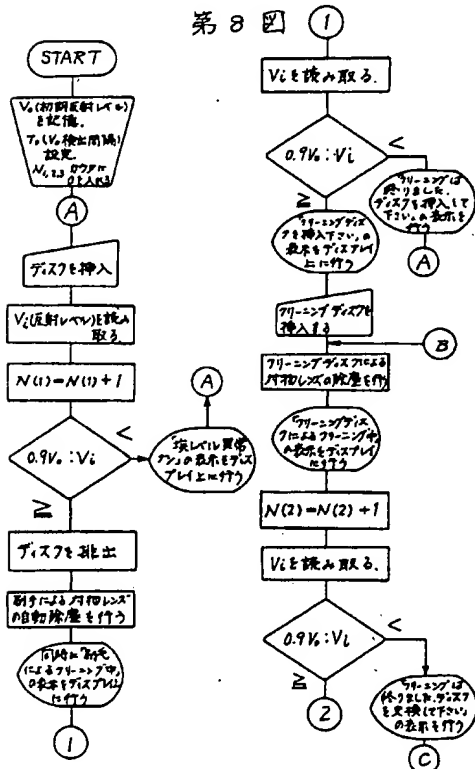 第8図
START
V₀(初期反射レベル)
を記憶.
T₀(V₀検出間隔)
設定.
N₁,₂,₃ カウンタに
0を入れる
A
ディスクを挿入
Vi(反射レベル)を読み
取る.
N(1)=N(1)+1
0.9V₀:Vi
<
≧
A
「埃レベル異常
ナシ」の表示をディス
プレイ上に行う
ディスクを排出
刷子による対物レンズ
の自動除塵を行う
同時に「刷毛
によるクリーニング中」
の表示をディスプレイ上
に行う
1
1
Viを読み取る.
0.9V₀:Vi
<
≧
「クリーニングは
終りました.
ディスクを挿入して
下さい」の表示を
行う
A
「クリーニングディス
クを挿入下さい」の
表示をディスプレイ
上に行う
クリーニングディスクを
挿入する
B
クリーニングディスクによる
対物レンズの除塵を行う
「クリーニングディス
クによるクリーニング中」
の表示をディスプレイ
に行う
N(2)=N(2)+1
Viを読み取る.
0.9V₀:Vi
<
≧
2
「クリーニングは
終りました.ディスク
を交換して下さい」
の表示を行う
C